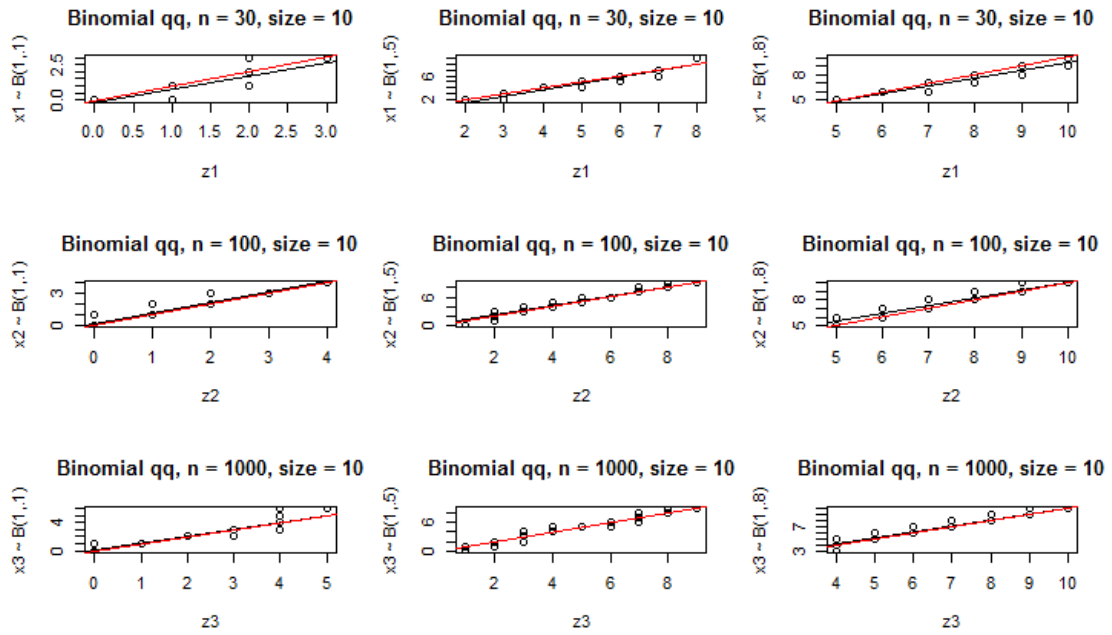 Binomial qq, n = 30, size = 10
x1 ~ B(1,.1)
0.0 2.5
0.0 0.5 1.0 1.5 2.0 2.5 3.0
z1
Binomial qq, n = 30, size = 10
x1 ~ B(1,.5)
2 6
2 3 4 5 6 7 8
z1
Binomial qq, n = 30, size = 10
x1 ~ B(1,.8)
5 8
5 6 7 8 9 10
z1
Binomial qq, n = 100, size = 10
x2 ~ B(1,.1)
0 3
0 1 2 3 4
z2
Binomial qq, n = 100, size = 10
x2 ~ B(1,.5)
0 6
2 4 6 8
z2
Binomial qq, n = 100, size = 10
x2 ~ B(1,.8)
5 8
5 6 7 8 9 10
z2
Binomial qq, n = 1000, size = 10
x3 ~ B(1,.1)
0 4
0 1 2 3 4 5
z3
Binomial qq, n = 1000, size = 10
x3 ~ B(1,.5)
0 6
2 4 6 8
z3
Binomial qq, n = 1000, size = 10
x3 ~ B(1,.8)
3 7
4 5 6 7 8 9 10
z3